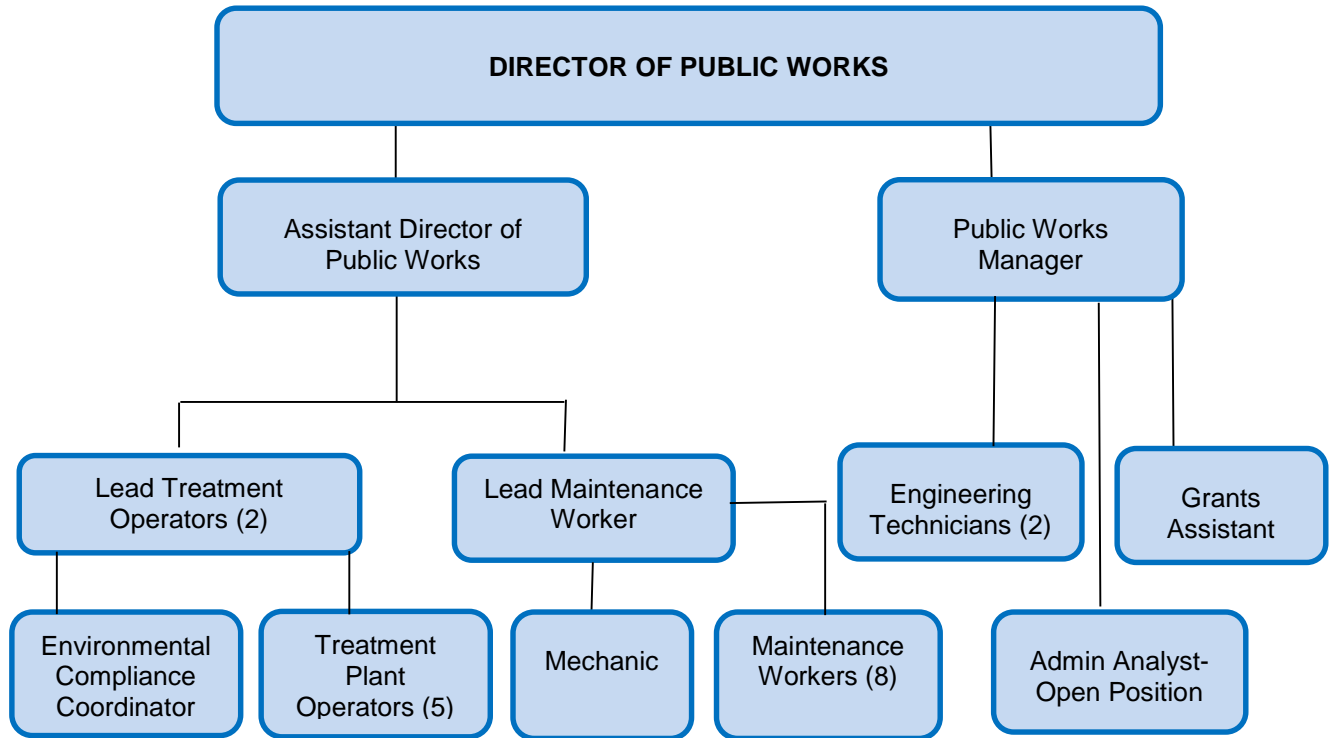 DIRECTOR OF PUBLIC WORKS
Assistant Director of
Public Works
Public Works
Manager
Lead Treatment
Operators (2)
Lead Maintenance
Worker
Engineering
Technicians (2)
Grants
Assistant
Environmental
Compliance
Coordinator
Treatment
Plant
Operators (5)
Mechanic
Maintenance
Workers (8)
Admin Analyst-
Open Position